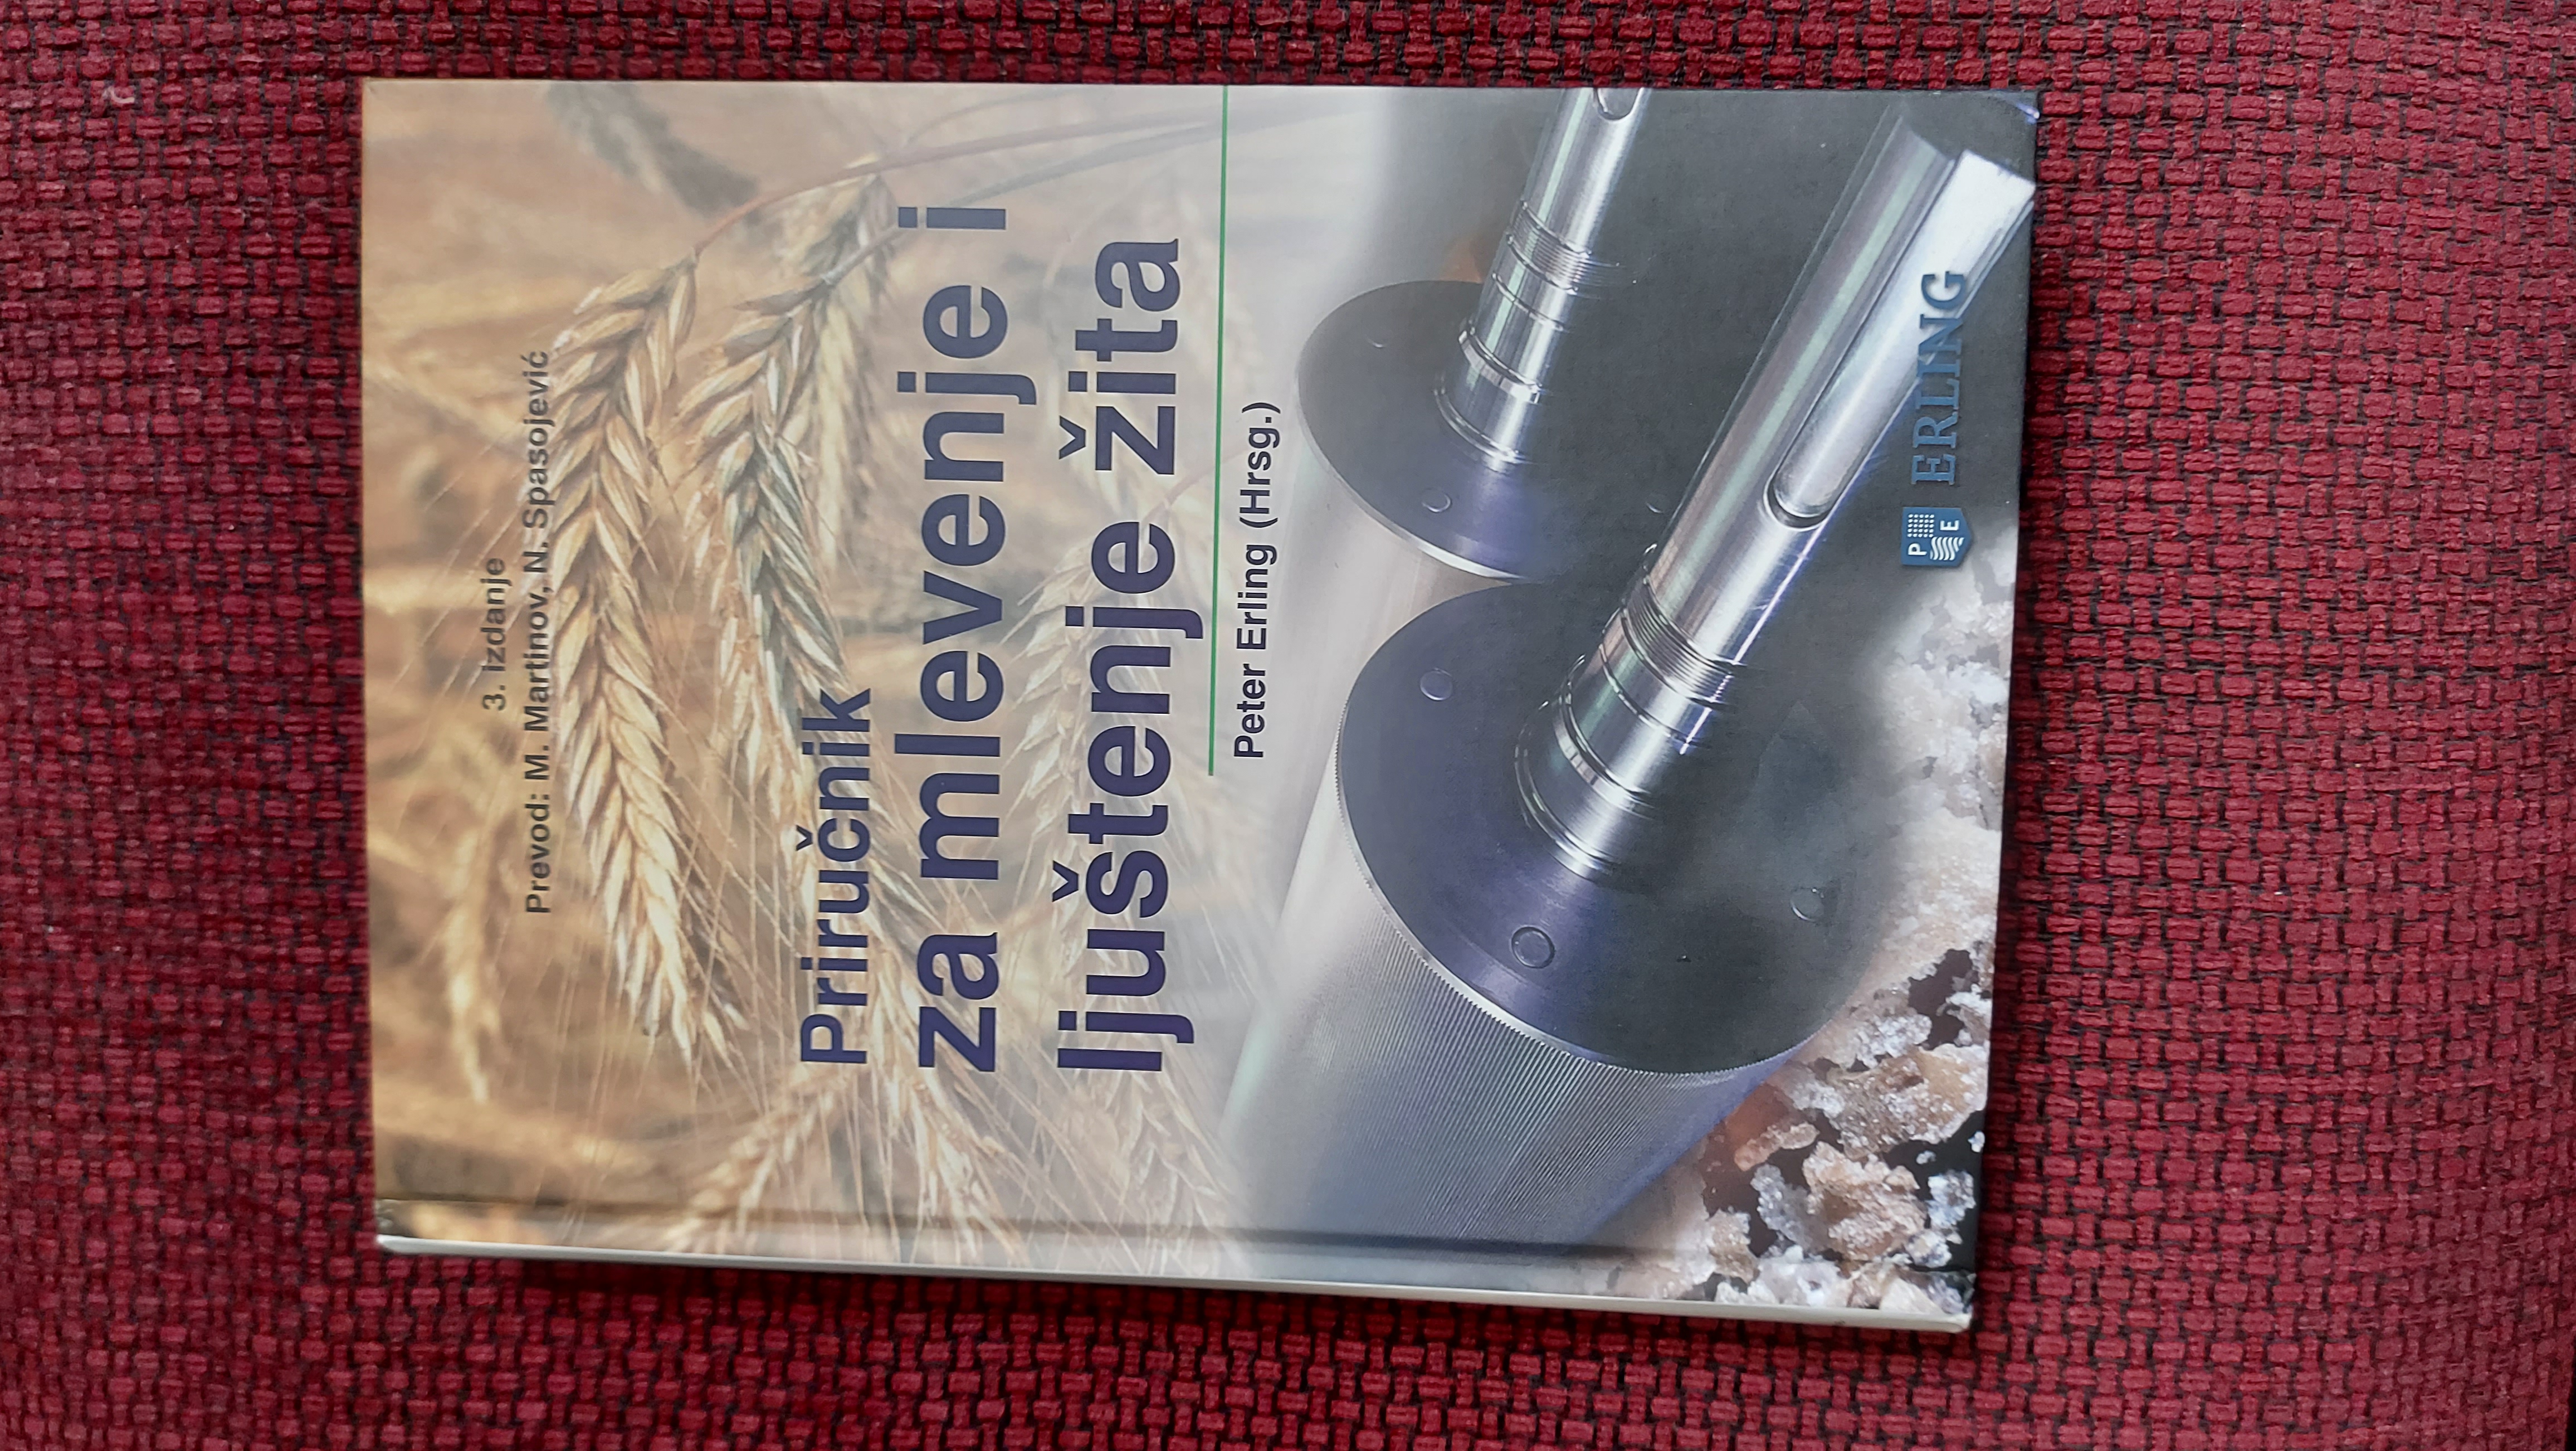 3. izdanje
Prevod: M. Martinov, N. Spasojević
Priručnik
za mlevenje i
ljuštenje žita
Peter Erling (Hrsg.)
P
E
ERLING